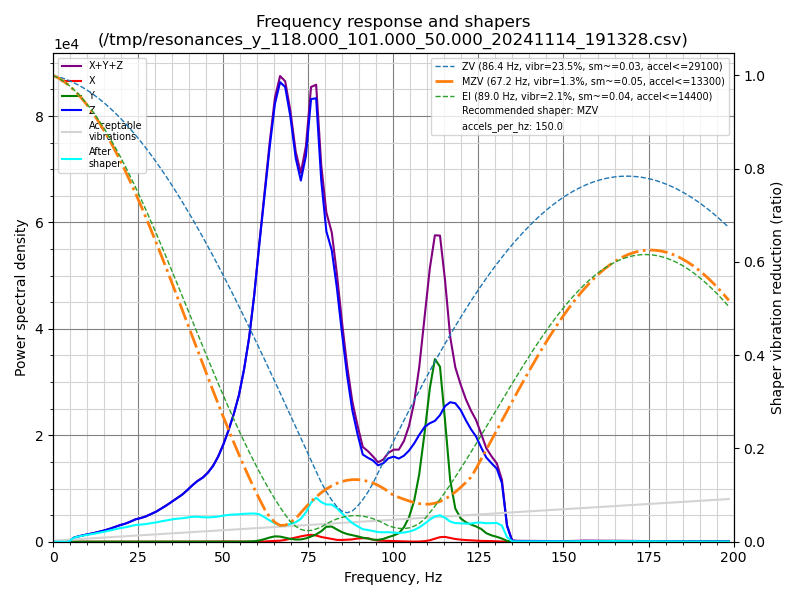 Frequency response and shapers
(/tmp/resonances_y_118.000_101.000_50.000_20241114_191328.csv)
1e4
X+Y+Z
X
Y
Z
Acceptable
vibrations
After
shaper
ZV (86.4 Hz, vibr=23.5%, sm~=0.03, accel<=29100)
MZV (67.2 Hz, vibr=1.3%, sm~=0.05, accel<=13300)
EI (89.0 Hz, vibr=2.1%, sm~=0.04, accel<=14400)
Recommended shaper: MZV
accels_per_hz: 150.0
Power spectral density
8
6
4
2
0
1.0
0.8
0.6
0.4
0.2
0.0
Shaper vibration reduction (ratio)
0 25 50 75 100 125 150 175 200
Frequency, Hz